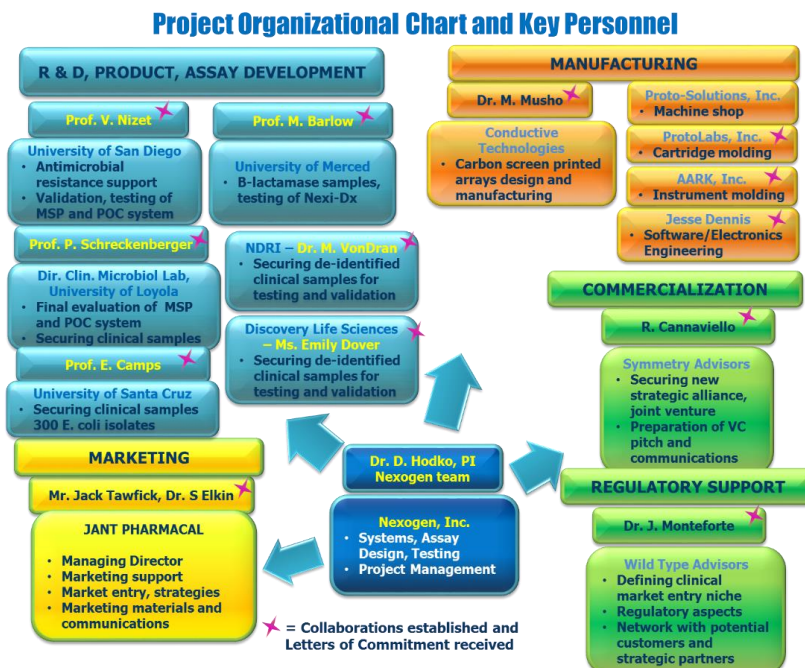 Project Organizational Chart and Key Personnel
R & D, PRODUCT, ASSAY DEVELOPMENT
Prof. V. Nizet
University of San Diego
• Antimicrobial
resistance support
• Validation, testing of
MSP and POC system
Prof. P. Schreckenberger
Dir. Clin. Microbiol Lab,
University of Loyola
• Final evaluation of MSP
and POC system
• Securing clinical samples
Prof. E. Camps
University of Santa Cruz
• Securing clinical samples
300 E. coli isolates
Prof. M. Barlow
University of Merced
• B-lactamase samples,
testing of Nexi-Dx
NDRI – Dr. M. VonDran
• Securing de-identified
clinical samples for
testing and validation
Discovery Life Sciences
– Ms. Emily Dover
• Securing de-identified
clinical samples for
testing and validation
MANUFACTURING
Dr. M. Musho
Conductive
Technologies
• Carbon screen printed
arrays design and
manufacturing
Proto-Solutions, Inc.
• Machine shop
ProtoLabs, Inc.
• Cartridge molding
AARK, Inc.
• Instrument molding
Jesse Dennis
• Software/Electronics
Engineering
COMMERCIALIZATION
R. Cannaviello
Symmetry Advisors
• Securing new
strategic alliance,
joint venture
• Preparation of VC
pitch and
communications
REGULATORY SUPPORT
Dr. J. Monteforte
Wild Type Advisors
• Defining clinical
market entry niche
• Regulatory aspects
• Network with potential
customers and
strategic partners
MARKETING
Mr. Jack Tawfick, Dr. S Elkin
JANT PHARMACAL
• Managing Director
• Marketing support
• Market entry, strategies
• Marketing materials and
communications
Dr. D. Hodko, PI
Nexogen team
Nexogen, Inc.
• Systems, Assay
Design, Testing
• Project Management
= Collaborations established and
Letters of Commitment received